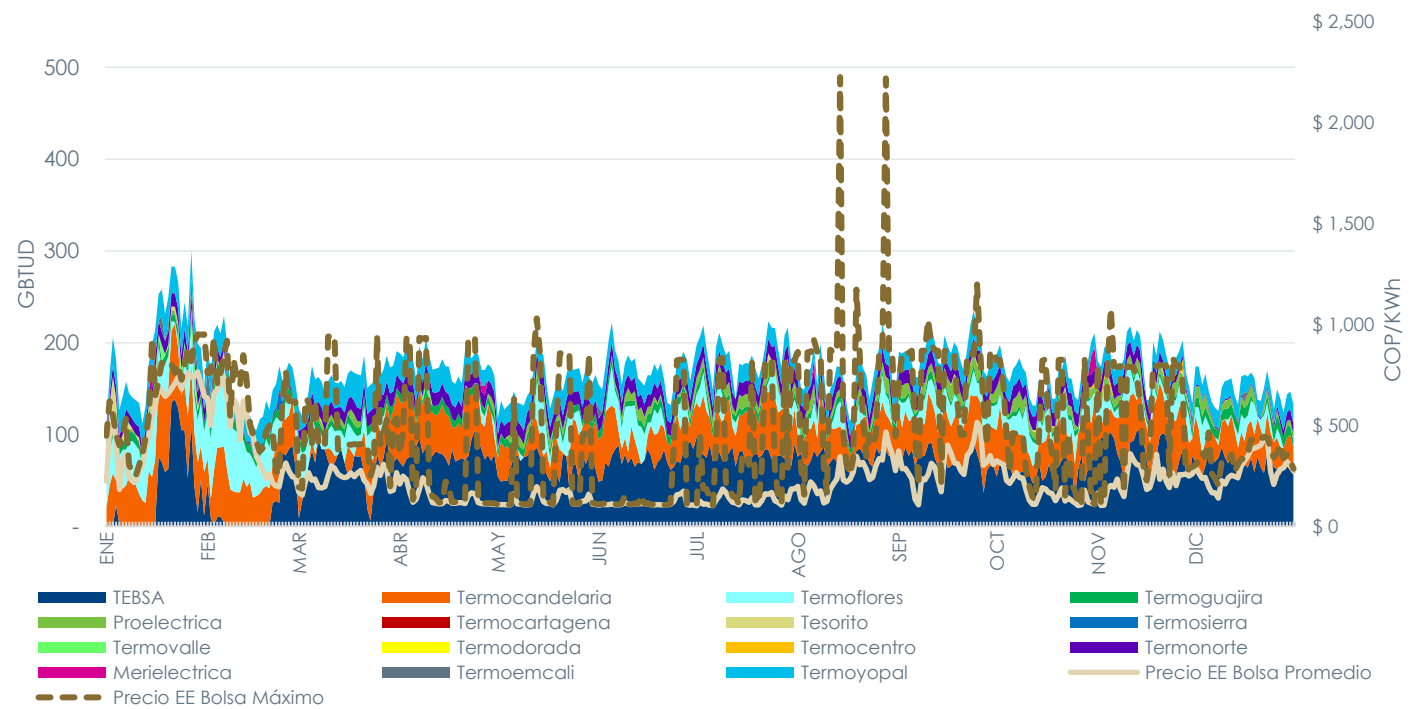 $ 2,500
500
$ 2,000
400
$ 1,500
300
GBTUD
COP/KWh
200
$ 1,000
100
$ 500
-
$ 0
ENE FEB MAR ABR MAY JUN JUL AGO SEP OCT NOV DIC
TEBSA Termocandelaria Termoflores Termoguajira
Proelectrica Termocartagena Tesorito Termosierra
Termovalle Termodorada Termocentro Termonorte
Merielectrica Termoemcali Termoyopal Precio EE Bolsa Promedio
Precio EE Bolsa Máximo